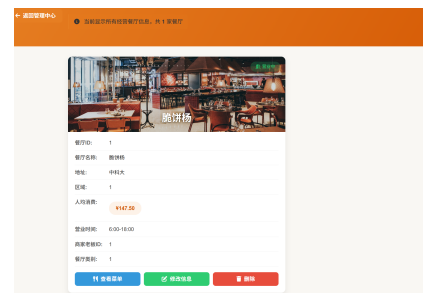 ← 返回管理中心
当前显示所有经营餐厅信息，共 1 家餐厅
脆饼杨
餐厅ID: 1
餐厅名称: 脆饼杨
地址: 中科大
区域: 1
人均消费: ¥147.50
营业时间: 6:00-18:00
商家老板ID: 1
餐厅类别: 1
查看菜单 修改信息 删除